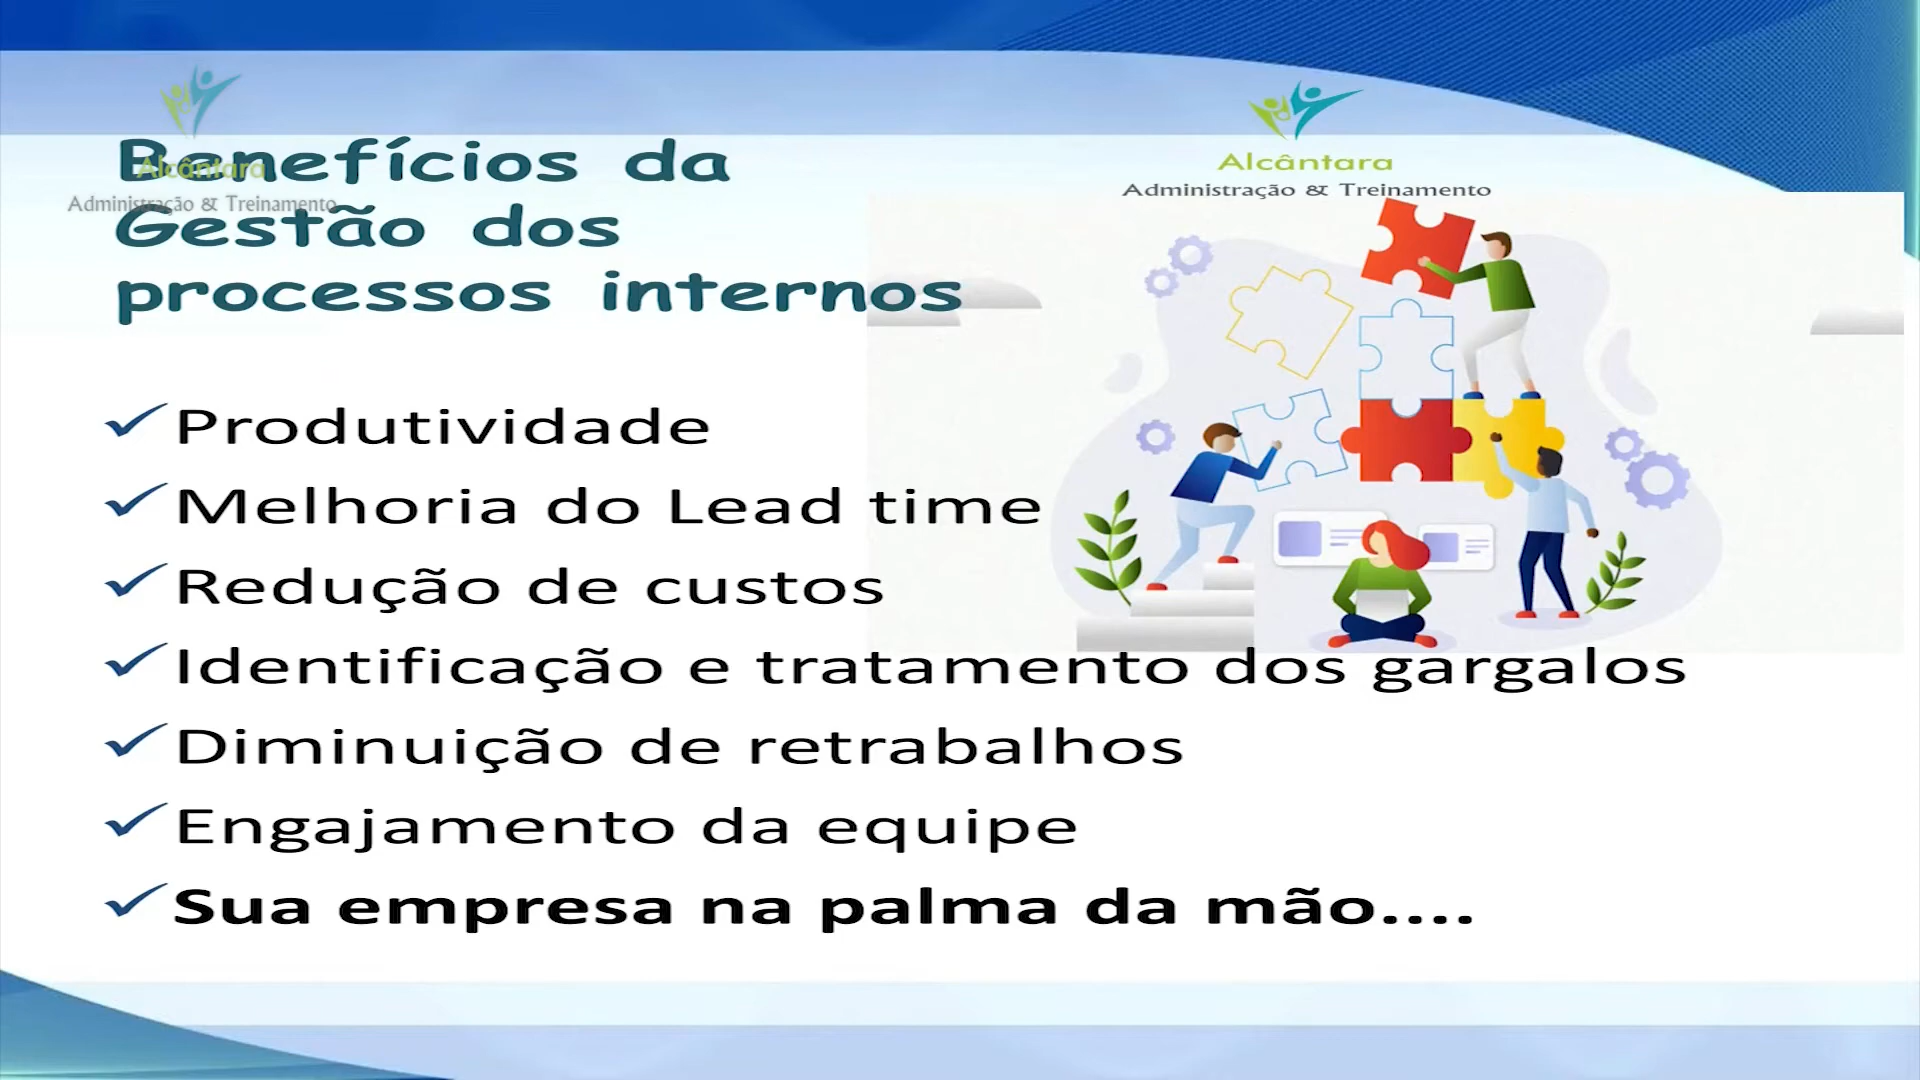 Alcântara
Administração & Treinamento
Alcântara
Administração & Treinamento
Benefícios da
Gestão dos
processos internos
Produtividade
Melhoria do Lead time
Redução de custos
Identificação e tratamento dos gargalos
Diminuição de retrabalhos
Engajamento da equipe
Sua empresa na palma da mão....